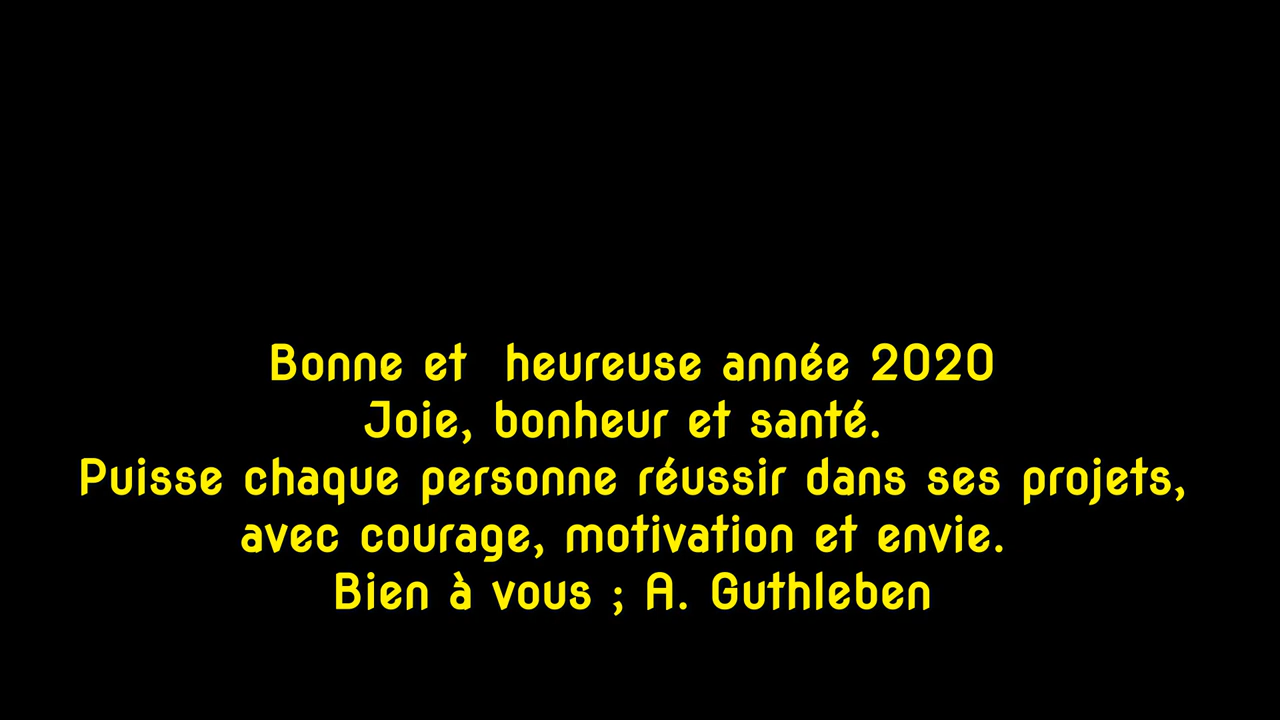 Bonne et  heureuse année 2020
Joie, bonheur et santé.
Puisse chaque personne réussir dans ses projets,
avec courage, motivation et envie.
Bien à vous ; A. Guthleben